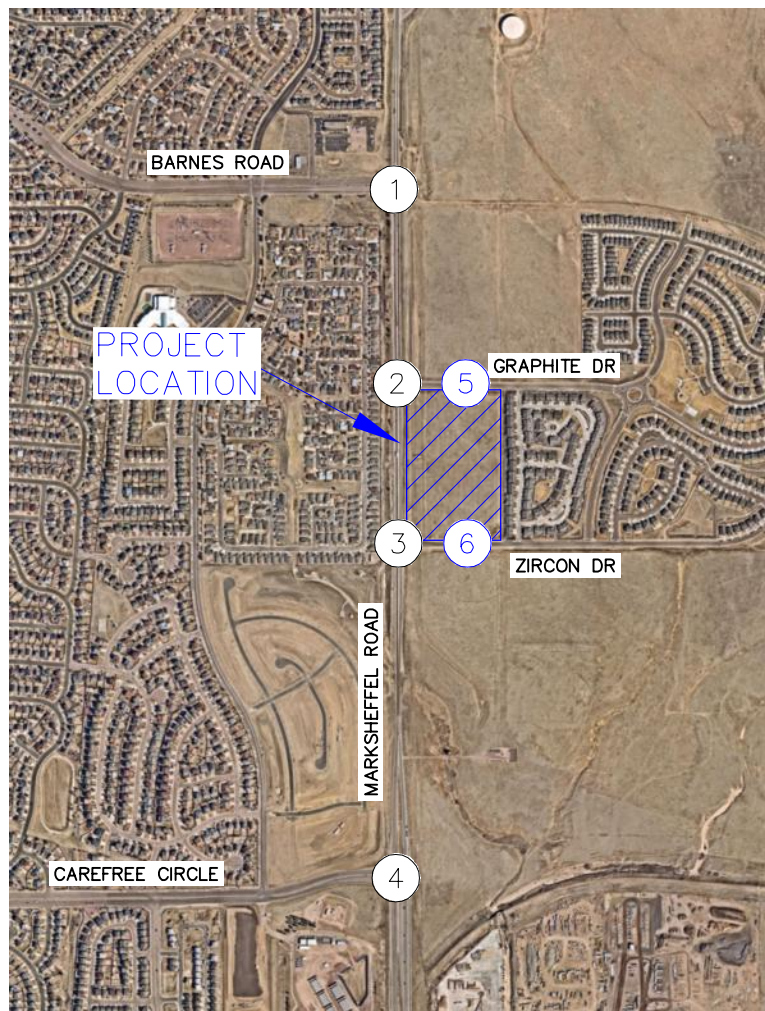 BARNES ROAD
1
PROJECT
LOCATION
GRAPHITE DR
2
5
3
6
ZIRCON DR
MARKSHEFFEL ROAD
CAREFREE CIRCLE
4